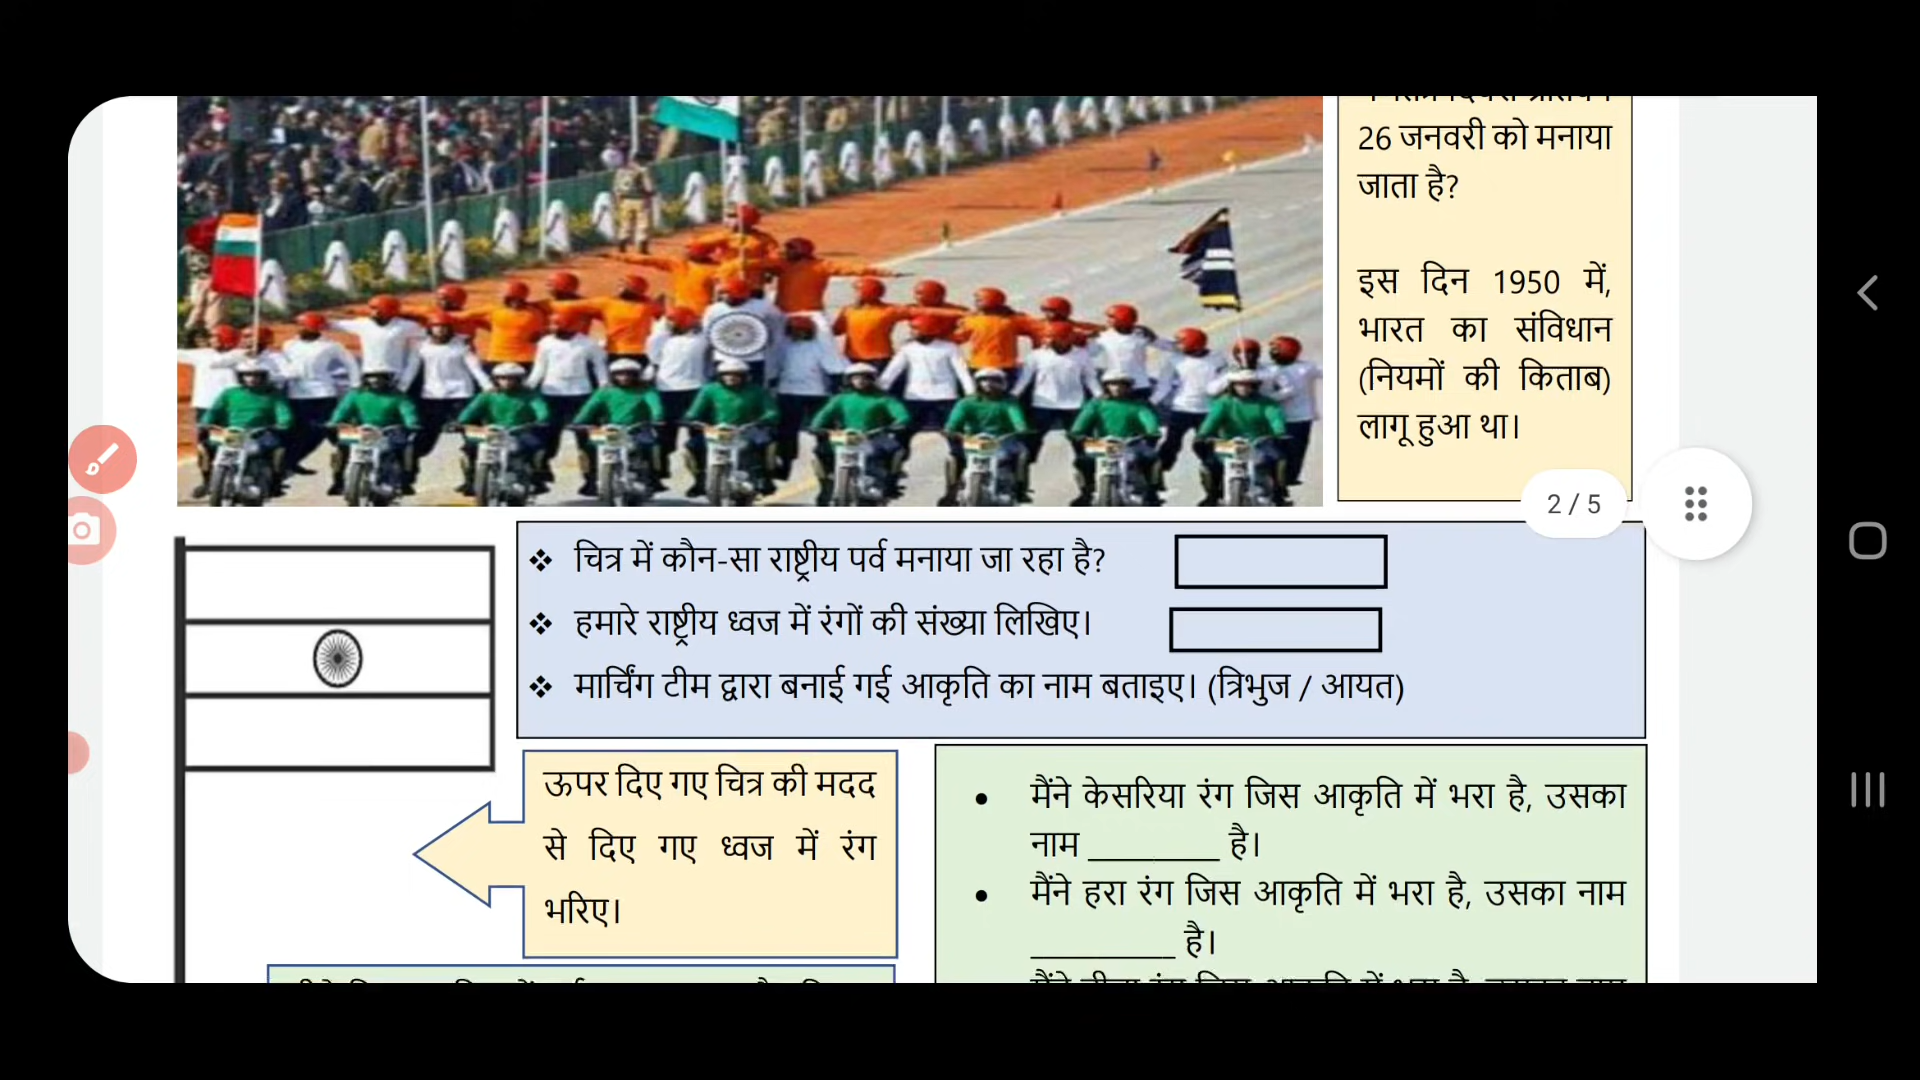 26 जनवरी को मनाया
जाता है?
इस दिन 1950 में,
भारत का संविधान
(नियमों की किताब)
लागू हुआ था।
2 / 5
❖ चित्र में कौन-सा राष्ट्रीय पर्व मनाया जा रहा है?
❖ हमारे राष्ट्रीय ध्वज में रंगों की संख्या लिखिए।
❖ मार्चिंग टीम द्वारा बनाई गई आकृति का नाम बताइए। (त्रिभुज / आयत)
ऊपर दिए गए चित्र की मदद
से दिए गए ध्वज में रंग
भरिए।
• मैंने केसरिया रंग जिस आकृति में भरा है, उसका
नाम ________ है।
• मैंने हरा रंग जिस आकृति में भरा है, उसका नाम
_________ है।